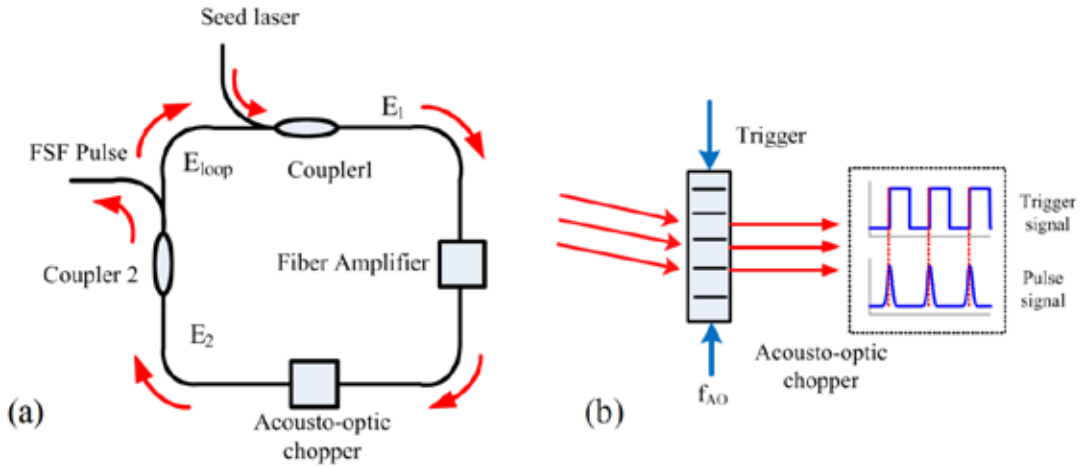 Seed laser
E1
FSF Pulse
Eloop
Coupler1
Fiber Amplifier
Coupler 2
E2
Acousto-optic
chopper
(a)
Trigger
Trigger
signal
Pulse
signal
Acousto-optic
chopper
fAO
(b)